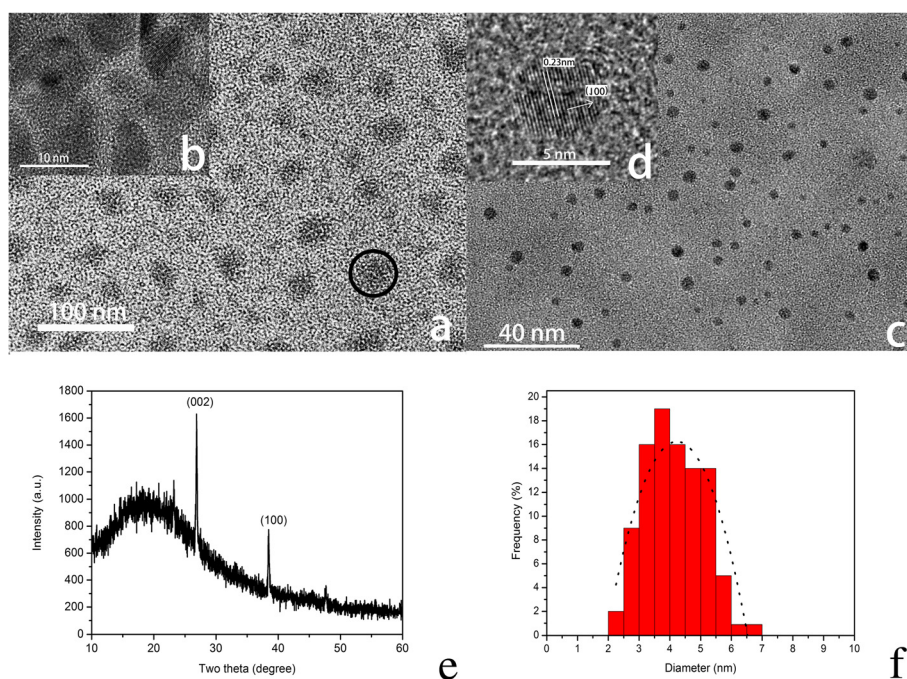 b
10 nm
100 nm
a
0.23nm
(100)
5 nm
d
40 nm
c
1800
1600
1400
1200
1000
800
600
400
200
0
Intensity (a.u.)
(002)
(100)
10 20 30 40 50 60
Two theta (degree)
e
20
18
16
14
12
10
8
6
4
2
0
Frequency (%)
0 1 2 3 4 5 6 7 8 9 10
Diameter (nm)
f